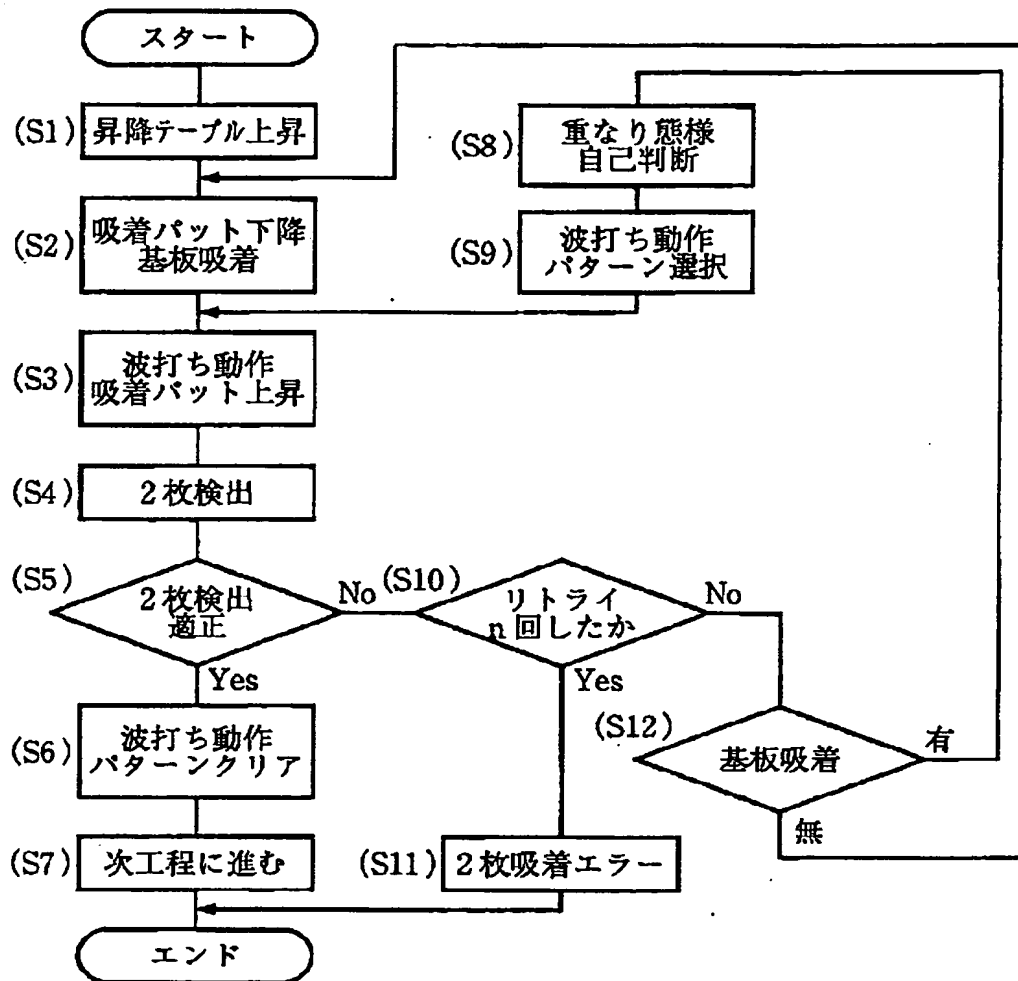 スタート
(S1)
昇降テーブル上昇
(S2)
吸着パット下降
基板吸着
(S3)
波打ち動作
吸着パット上昇
(S4)
2枚検出
(S5)
2枚検出
適正
No
Yes
(S6)
波打ち動作
パターンクリア
(S7)
次工程に進む
エンド
(S8)
重なり態様
自己判断
(S9)
波打ち動作
パターン選択
(S10)
リトライ
n回したか
No
Yes
(S11)
2枚吸着エラー
(S12)
基板吸着
有
無